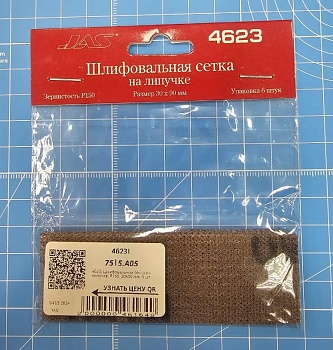 JAS
4623
Шлифовальная сетка
на липучке
Зернистость P150
Размер 30 х 90 мм
Упаковка 6 штук
4623I
7515.A05
УЗНАТЬ ЦЕНУ QR